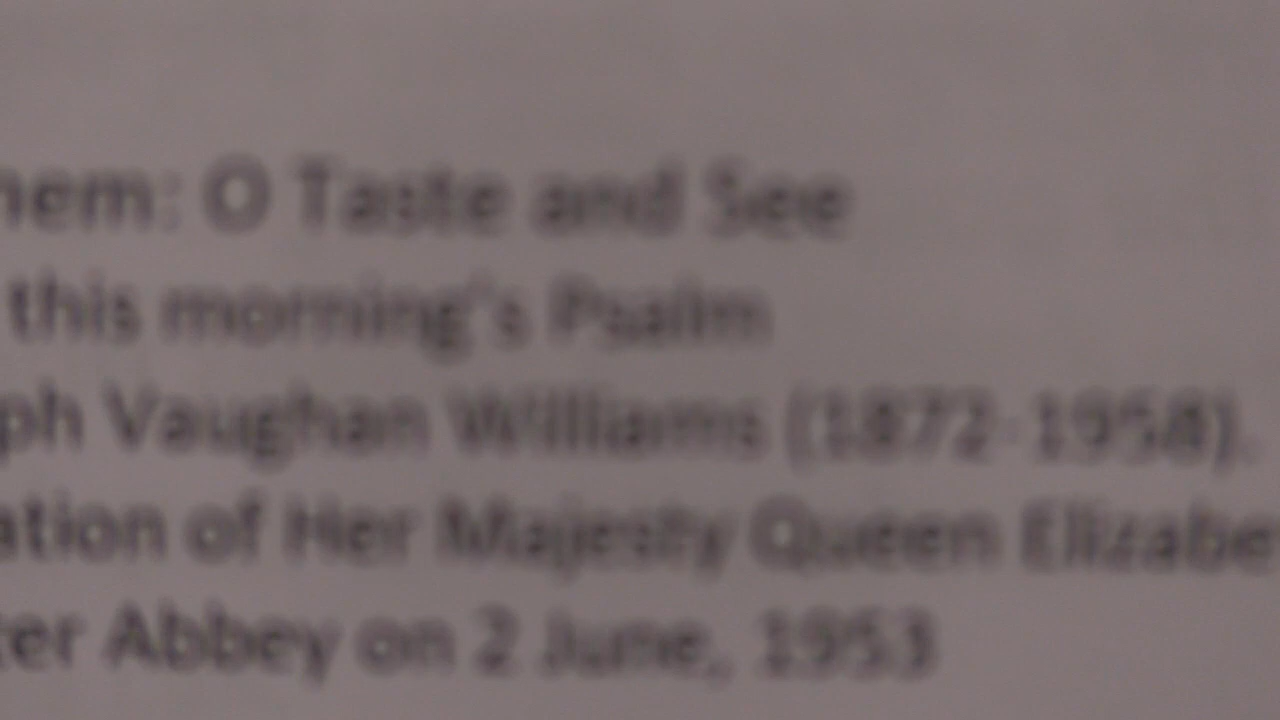 hem: O Taste and See
this morning's Psalm
ph Vaughan Williams (1872-1958).
ation of Her Majesty Queen Elizabe
ter Abbey on 2 June, 1953